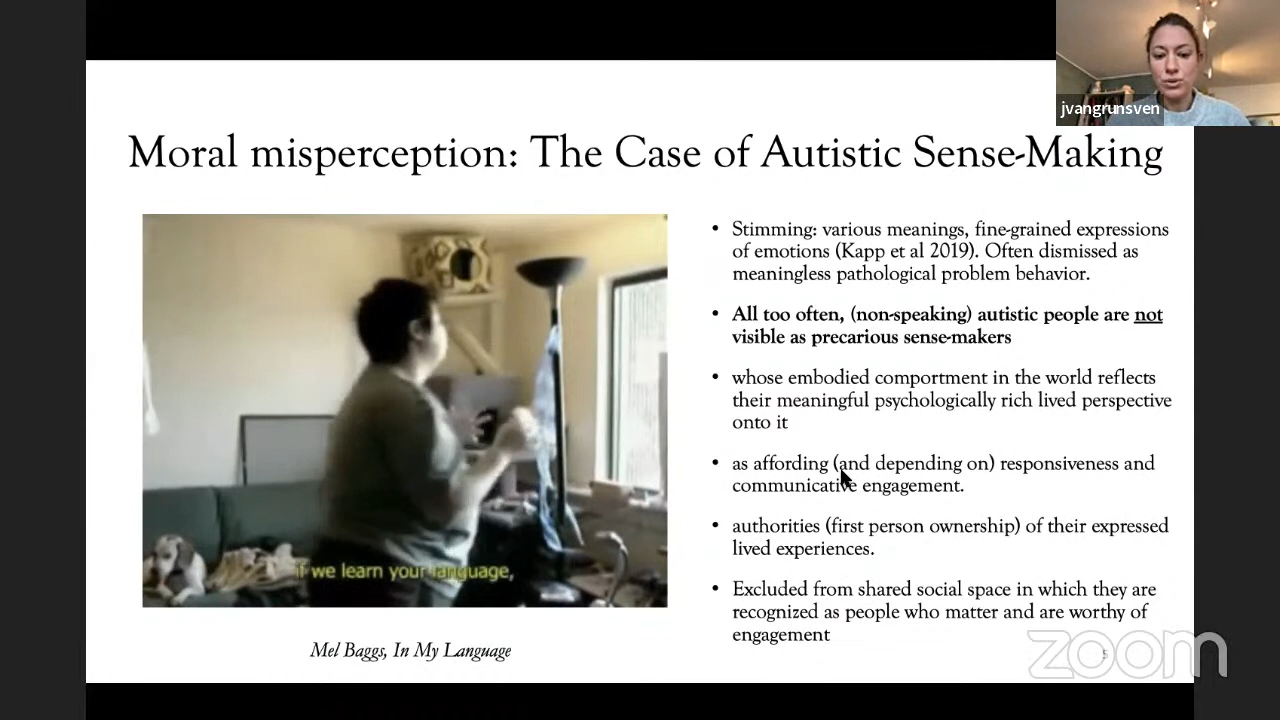 jvangrunsven
Moral misperception: The Case of Autistic Sense-Making
• Stimming: various meanings, fine-grained expressions
of emotions (Kapp et al 2019). Often dismissed as
meaningless pathological problem behavior.
• All too often, (non-speaking) autistic people are not
visible as precarious sense-makers
• whose embodied comportment in the world reflects
their meaningful psychologically rich lived perspective
onto it
• as affording (and depending on) responsiveness and
communicative engagement.
• authorities (first person ownership) of their expressed
lived experiences.
• Excluded from shared social space in which they are
recognized as people who matter and are worthy of
engagement
if we learn your language,
Mel Baggs, In My Language
5
zoom